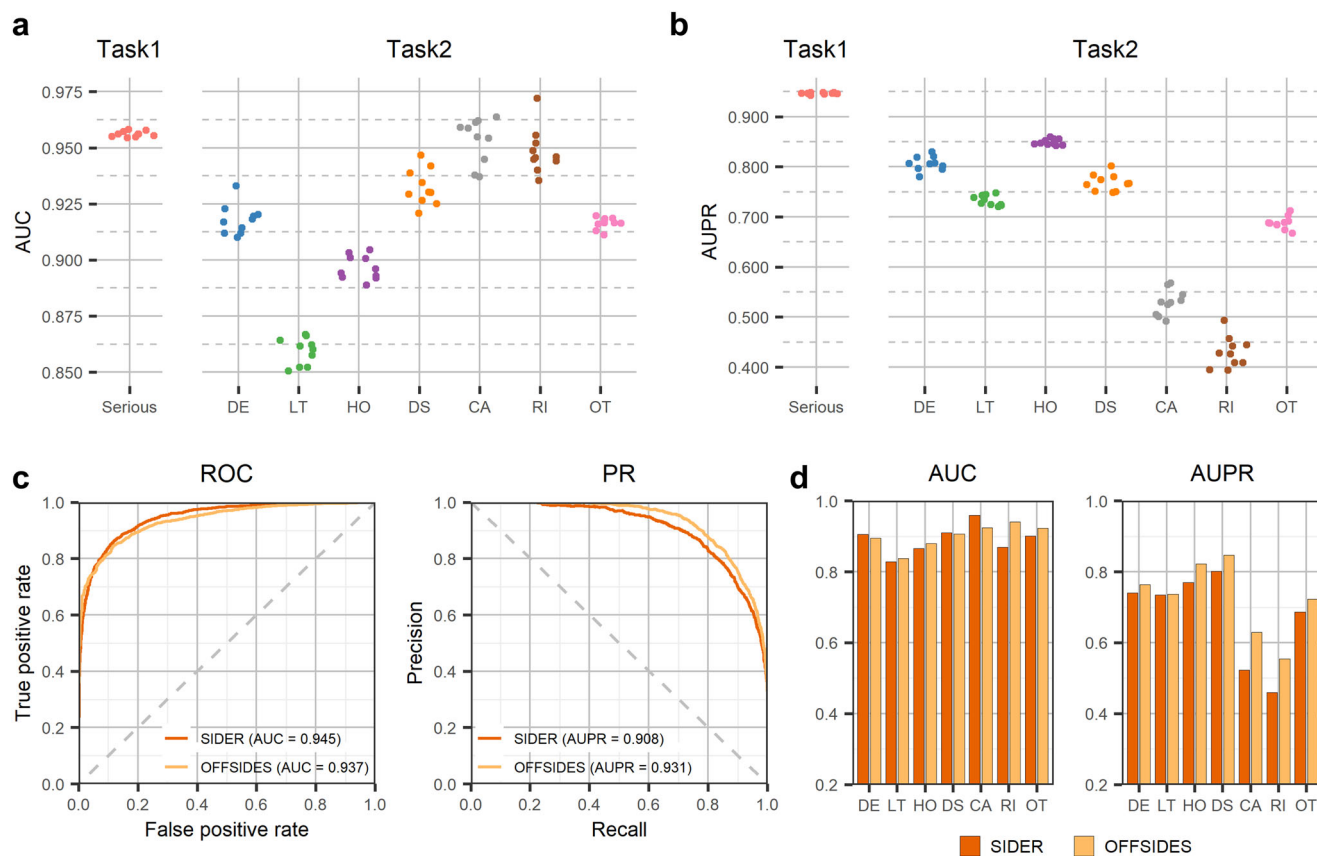 a
Task1
Task2
AUC
0.975
0.950
0.925
0.900
0.875
0.850
Serious
DE
LT
HO
DS
CA
RI
OT
b
Task1
Task2
AUPR
0.900
0.800
0.700
0.600
0.500
0.400
Serious
DE
LT
HO
DS
CA
RI
OT
c
ROC
True positive rate
1.0
0.8
0.6
0.4
0.2
0.0
SIDER (AUC = 0.945)
OFFSIDES (AUC = 0.937)
0.0 0.2 0.4 0.6 0.8 1.0
False positive rate
PR
Precision
1.0
0.8
0.6
0.4
0.2
0.0
SIDER (AUPR = 0.908)
OFFSIDES (AUPR = 0.931)
0.0 0.2 0.4 0.6 0.8 1.0
Recall
d
AUC
1.0
0.8
0.6
0.4
0.2
DE LT HO DS CA RI OT
AUPR
1.0
0.8
0.6
0.4
0.2
DE LT HO DS CA RI OT
SIDER OFFSIDES